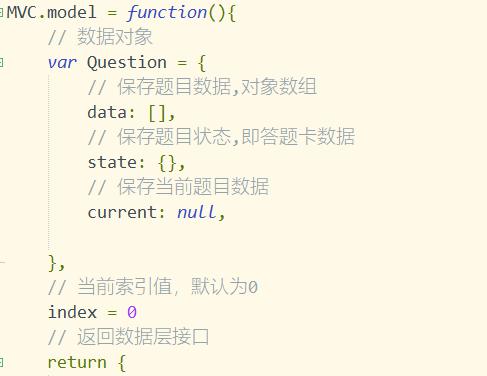 MVC.model = function(){
// 数据对象
var Question = {
// 保存题目数据,对象数组
data: [],
// 保存题目状态,即答题卡数据
state: {},
// 保存当前题目数据
current: null,
},
// 当前索引值，默认为0
index = 0
// 返回数据层接口
return {